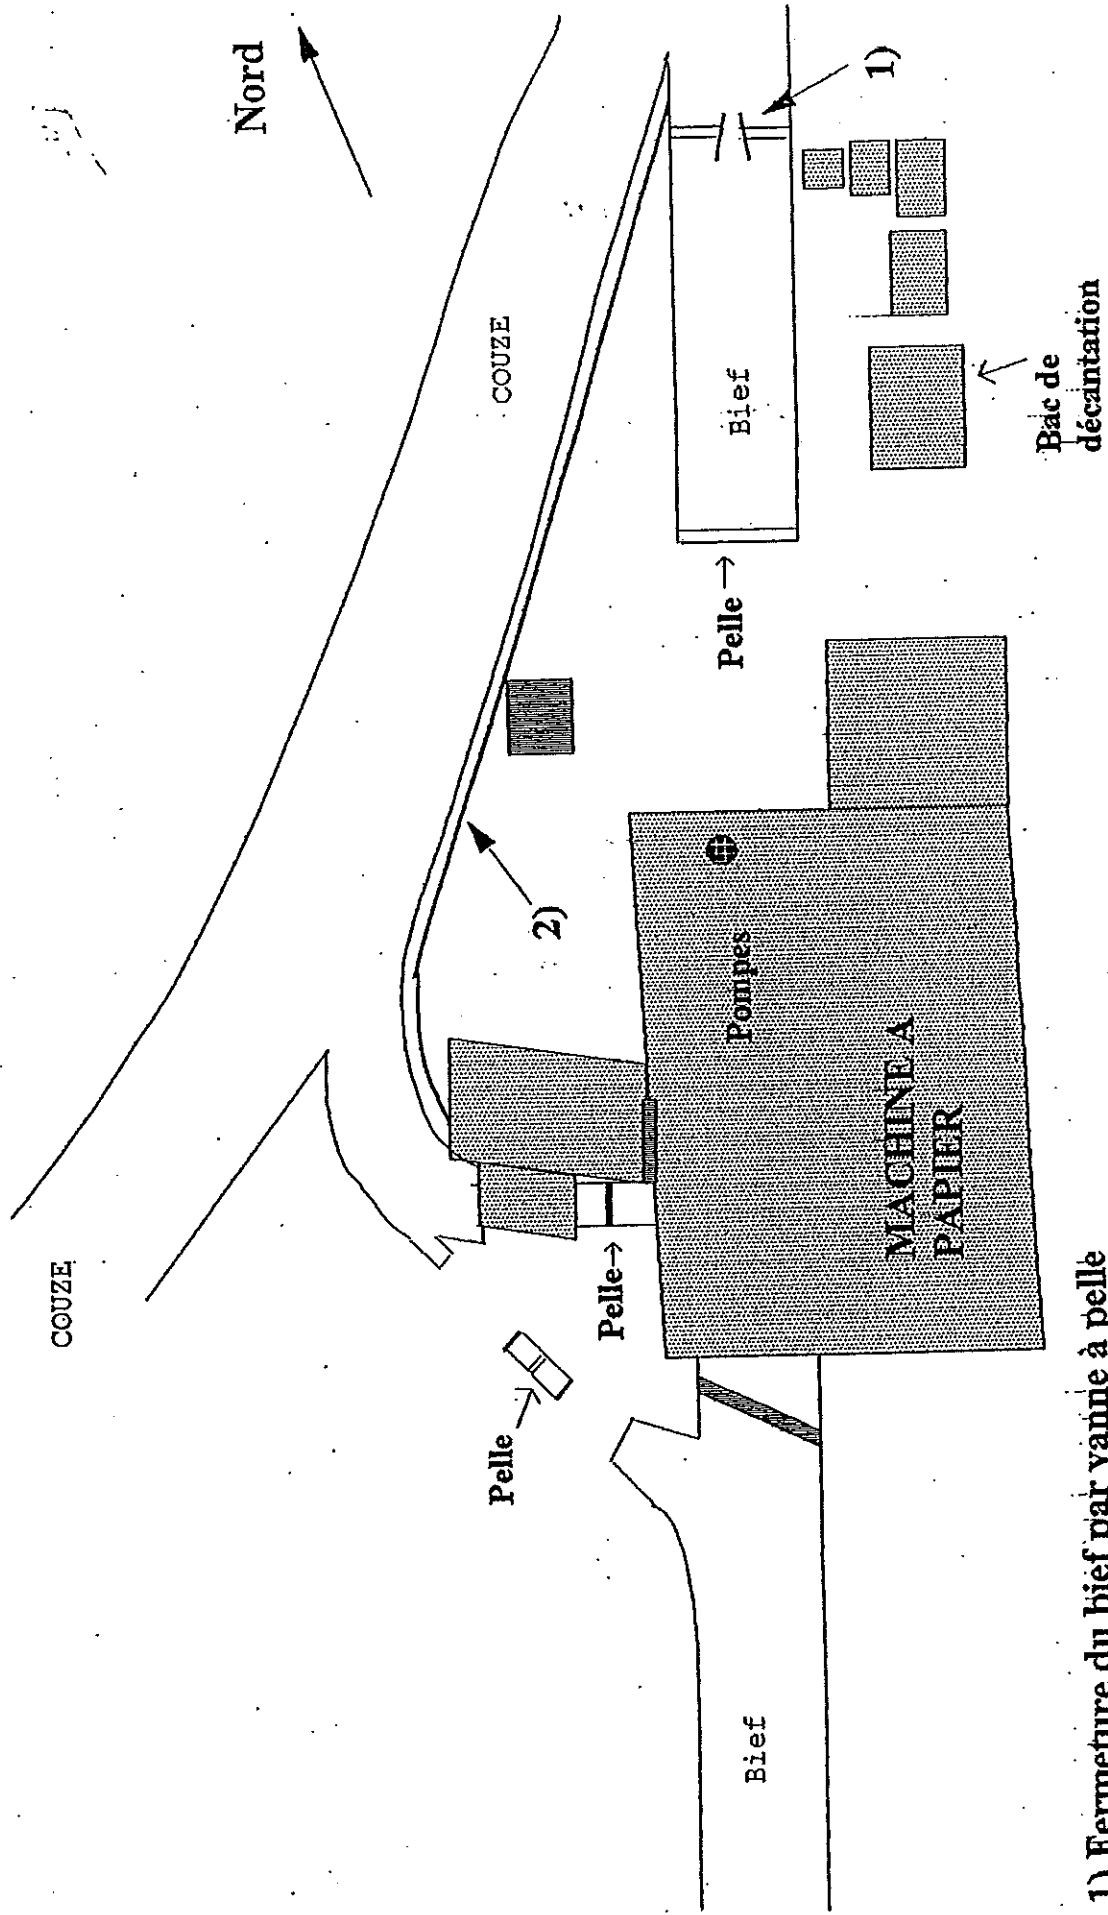 Nord
COUZE
COUZE
1)
Bief
Pelle
Bac de
décantation
2)
Pompes
MACHINE A
PAPIER
Pelle
Pelle
Bief
1) Fermeture du bief par vanne à pelle